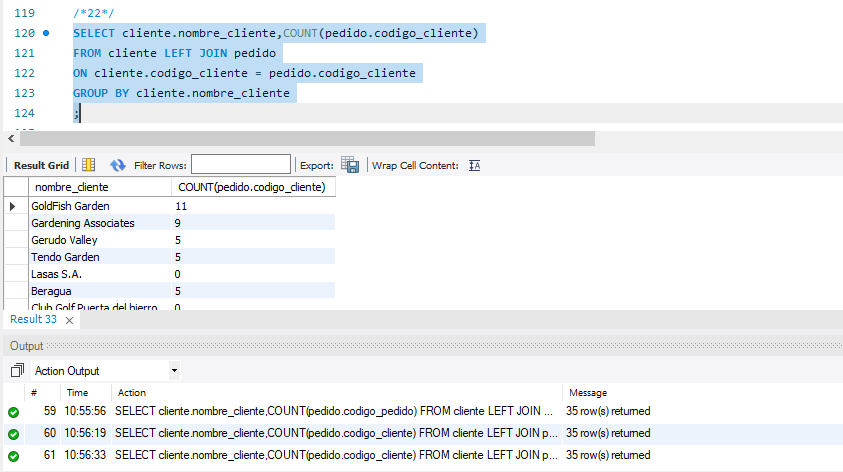 119 /*22*/
120 SELECT cliente.nombre_cliente,COUNT(pedido.codigo_cliente)
121 FROM cliente LEFT JOIN pedido
122 ON cliente.codigo_cliente = pedido.codigo_cliente
123 GROUP BY cliente.nombre_cliente
124 ;
Result Grid Filter Rows: Export: Wrap Cell Content: IA
nombre_cliente COUNT(pedido.codigo_cliente)
GoldFish Garden 11
Gardening Associates 9
Gerudo Valley 5
Tendo Garden 5
Lasas S.A. 0
Beragua 5
Club Golf Puerta del hierro 0
Result 33 ×
Output
Action Output
# Time Action Message
59 10:55:56 SELECT cliente.nombre_cliente,COUNT(pedido.codigo_pedido) FROM cliente LEFT JOIN ... 35 row(s) returned
60 10:56:19 SELECT cliente.nombre_cliente,COUNT(pedido.codigo_cliente) FROM cliente LEFT JOIN p... 35 row(s) returned
61 10:56:33 SELECT cliente.nombre_cliente,COUNT(pedido.codigo_cliente) FROM cliente LEFT JOIN p... 35 row(s) returned